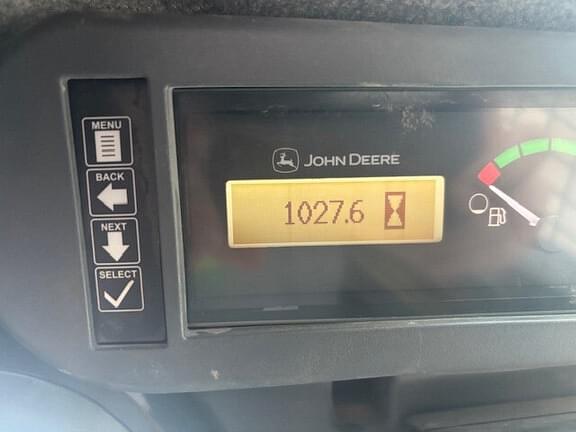 MENU
BACK
NEXT
SELECT
JOHN DEERE
1027.6